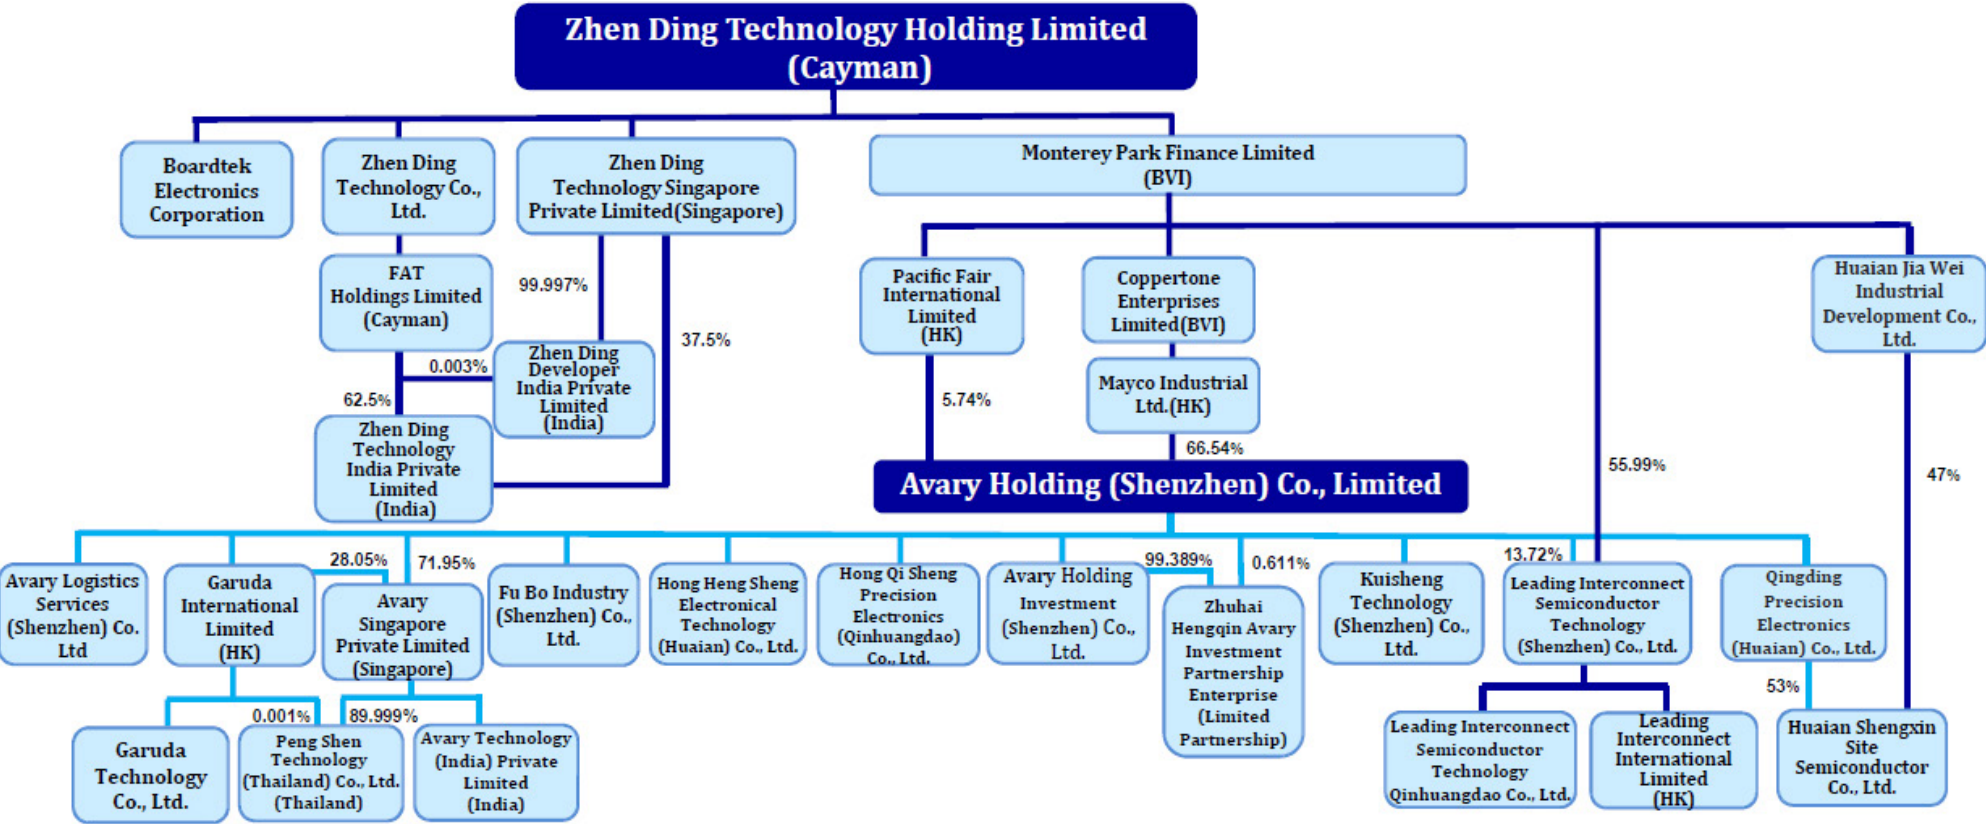 Zhen Ding Technology Holding Limited
(Cayman)
Boardtek
Electronics
Corporation
Zhen Ding
Technology Co.,
Ltd.
Zhen Ding
Technology Singapore
Private Limited(Singapore)
Monterey Park Finance Limited
(BVI)
FAT
Holdings Limited
(Cayman)
99.997%
37.5%
0.003%
62.5%
Zhen Ding
Developer
India Private
Limited
(India)
Zhen Ding
Technology
India Private
Limited
(India)
Pacific Fair
International
Limited
(HK)
Coppertone
Enterprises
Limited(BVI)
Huaian Jia Wei
Industrial
Development Co.,
Ltd.
5.74%
Mayco Industrial
Ltd.(HK)
66.54%
55.99%
47%
Avary Holding (Shenzhen) Co., Limited
28.05%
71.95%
99.389%
0.611%
13.72%
Avary Logistics
Services
(Shenzhen) Co.
Ltd
Garuda
International
Limited
(HK)
Avary
Singapore
Private Limited
(Singapore)
Fu Bo Industry
(Shenzhen) Co.,
Ltd.
Hong Heng Sheng
Electronical
Technology
(Huaian) Co., Ltd.
Hong Qi Sheng
Precision
Electronics
(Qinhuangdao)
Co., Ltd.
Avary Holding
Investment
(Shenzhen) Co.,
Ltd.
Zhuhai
Hengqin Avary
Investment
Partnership
Enterprise
(Limited
Partnership)
Kuisheng
Technology
(Shenzhen) Co.,
Ltd.
Leading Interconnect
Semiconductor
Technology
(Shenzhen) Co., Ltd.
Qingding
Precision
Electronics
(Huaian) Co., Ltd.
0.001%
89.999%
53%
Garuda
Technology
Co., Ltd.
Peng Shen
Technology
(Thailand) Co., Ltd.
(Thailand)
Avary Technology
(India) Private
Limited
(India)
Leading Interconnect
Semiconductor
Technology
Qinhuangdao Co., Ltd.
Leading
Interconnect
International
Limited
(HK)
Huaian Shengxin
Site
Semiconductor
Co., Ltd.